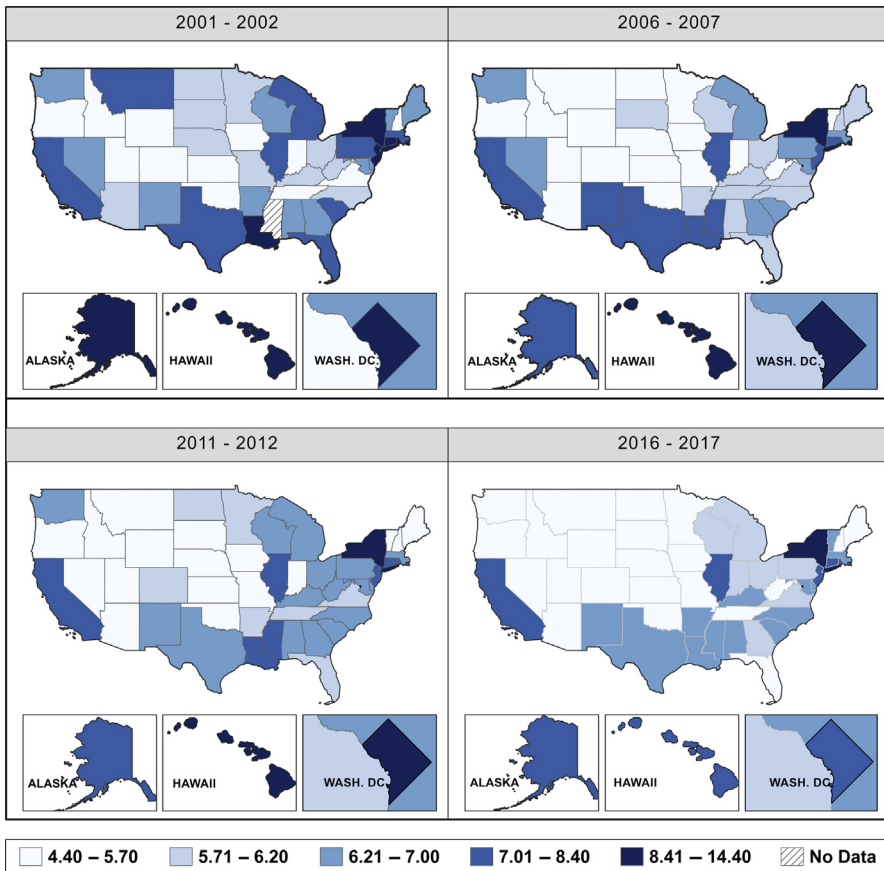 2001 - 2002
2006 - 2007
ALASKA
HAWAII
WASH. DC.
ALASKA
HAWAII
WASH. DC.
2011 - 2012
2016 - 2017
ALASKA
HAWAII
WASH. DC.
ALASKA
HAWAII
WASH. DC.
4.40 – 5.70 5.71 – 6.20 6.21 – 7.00 7.01 – 8.40 8.41 – 14.40 No Data